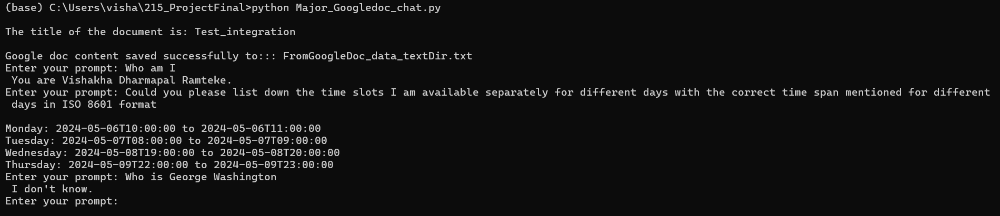 (base) C:\Users\visha\215_ProjectFinal>python Major_Googledoc_chat.py
The title of the document is: Test_integration
Google doc content saved successfully to::: FromGoogleDoc_data_textDir.txt
Enter your prompt: Who am I
 You are Vishakha Dharmapal Ramteke.
Enter your prompt: Could you please list down the time slots I am available separately for different days with the correct time span mentioned for different
 days in ISO 8601 format
Monday: 2024-05-06T10:00:00 to 2024-05-06T11:00:00
Tuesday: 2024-05-07T08:00:00 to 2024-05-07T09:00:00
Wednesday: 2024-05-08T19:00:00 to 2024-05-08T20:00:00
Thursday: 2024-05-09T22:00:00 to 2024-05-09T23:00:00
Enter your prompt: Who is George Washington
 I don't know.
Enter your prompt: